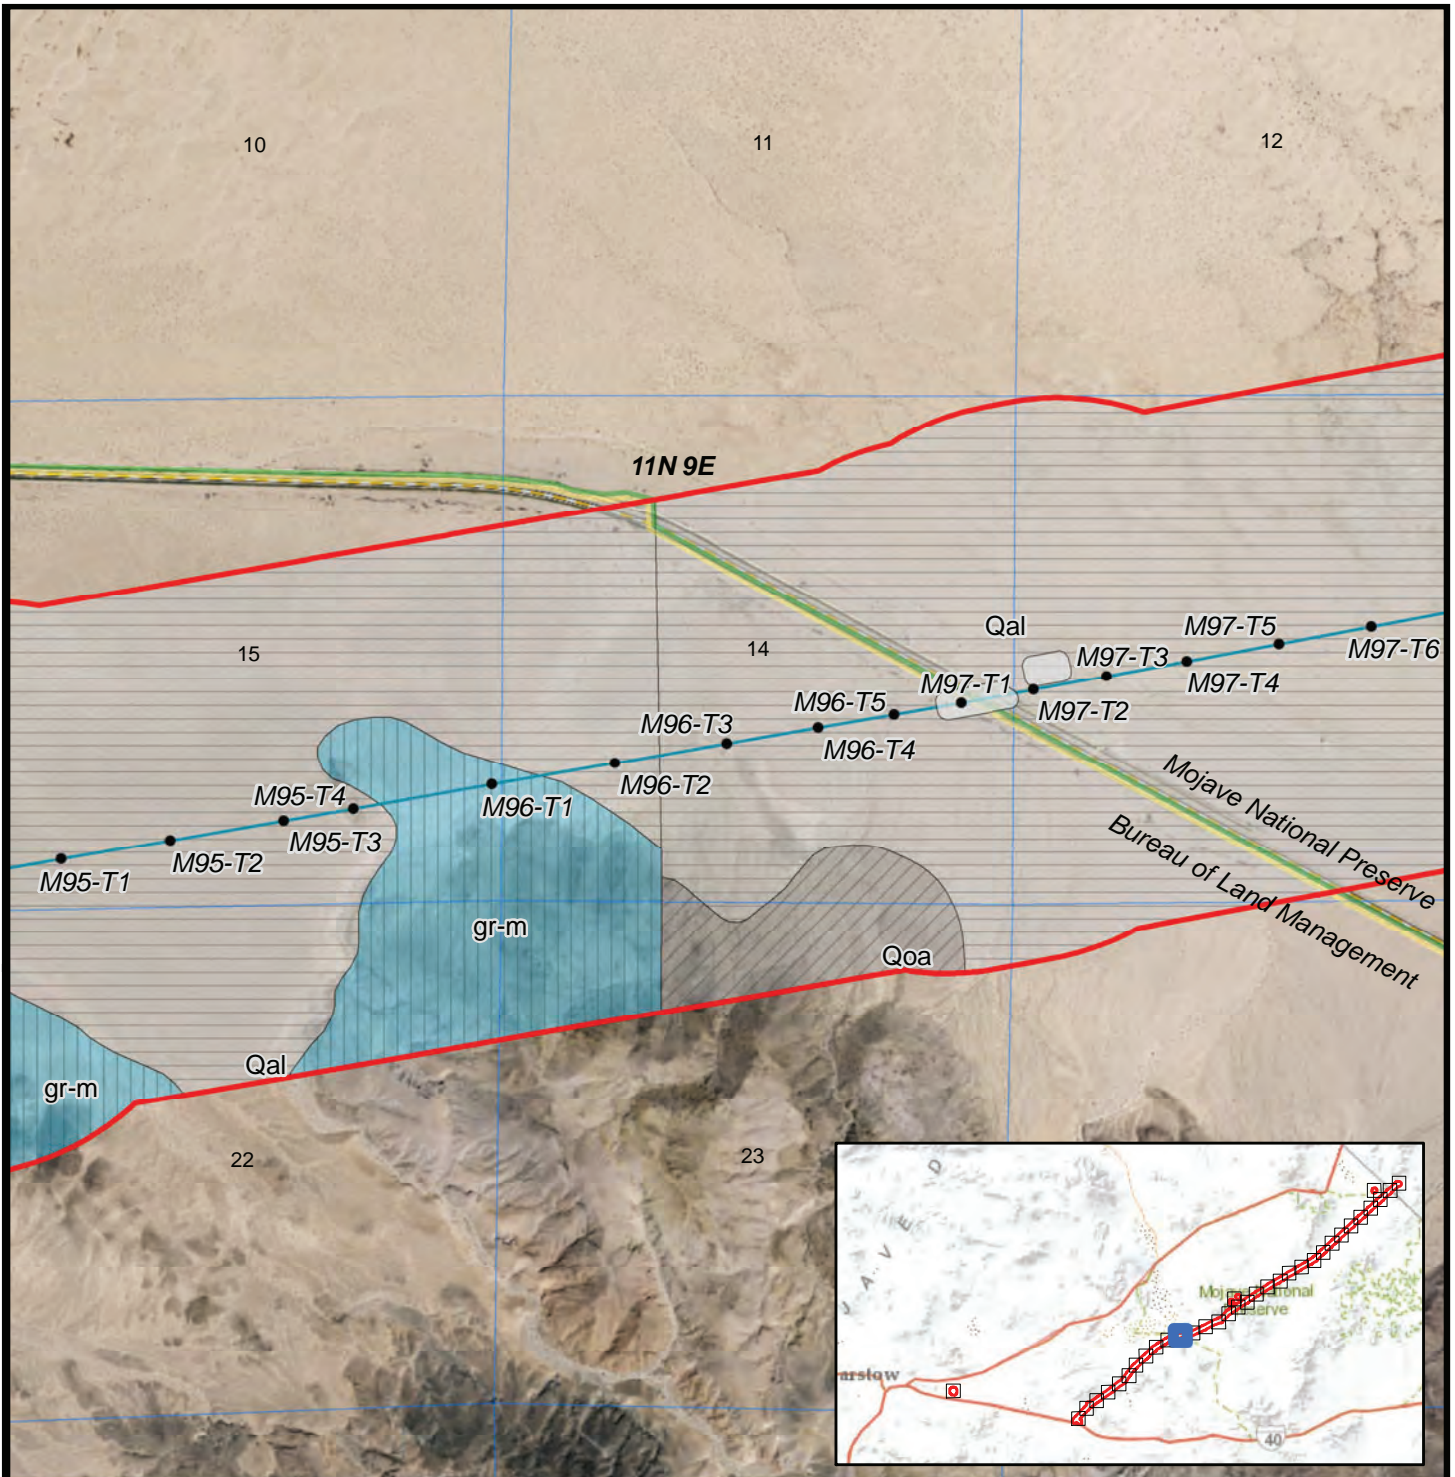 10
11
12
11N 9E
15
14
Qal
M97-T5
M97-T3
M97-T6
M97-T4
M97-T1
M97-T2
M96-T5
M96-T3
M96-T4
M96-T2
M95-T4
M96-T1
M95-T3
M95-T2
M95-T1
Mojave National Preserve
Bureau of Land Management
gr-m
Qoa
Qal
gr-m
22
23
J A V E D
arstow
40